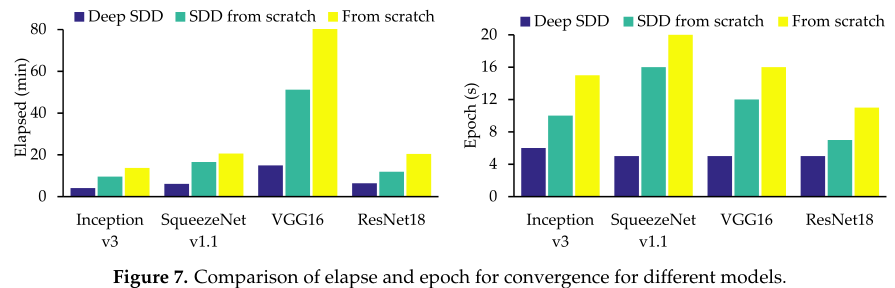 Deep SDD SDD from scratch From scratch
Elapsed (min)
80
60
40
20
0
Inception v3
SqueezeNet v1.1
VGG16
ResNet18
Deep SDD SDD from scratch From scratch
Epoch (s)
20
16
12
8
4
0
Inception v3
SqueezeNet v1.1
VGG16
ResNet18
Figure 7. Comparison of elapse and epoch for convergence for different models.